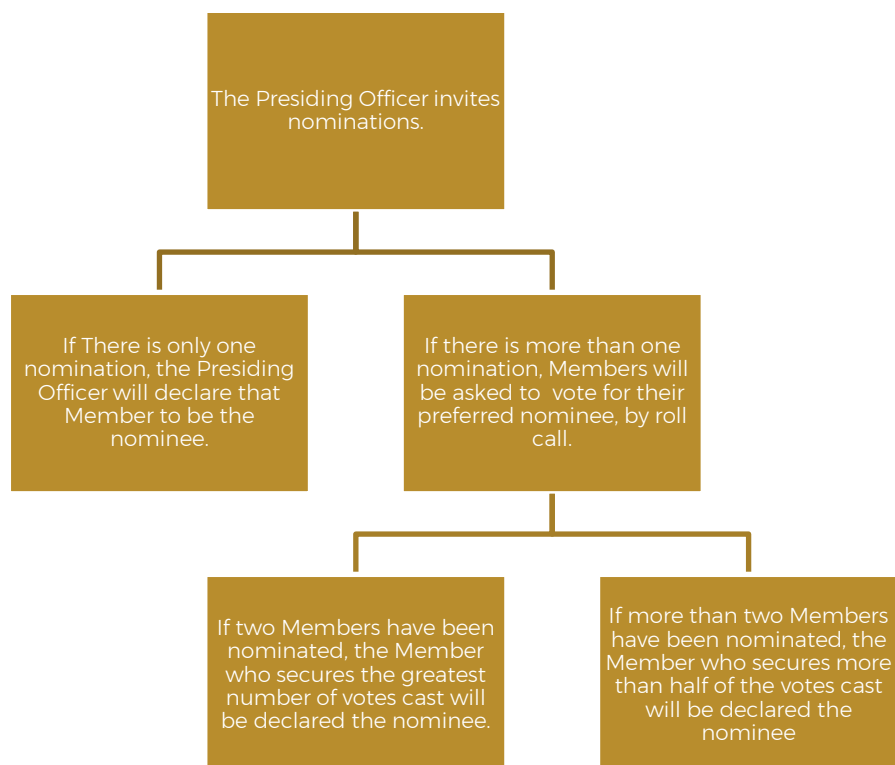 The Presiding Officer invites
nominations.
If There is only one
nomination, the Presiding
Officer will declare that
Member to be the
nominee.
If there is more than one
nomination, Members will
be asked to  vote for their
preferred nominee, by roll
call.
If two Members have been
nominated, the Member
who secures the greatest
number of votes cast will
be declared the nominee.
If more than two Members
have been nominated, the
Member who secures more
than half of the votes cast
will be declared the
nominee